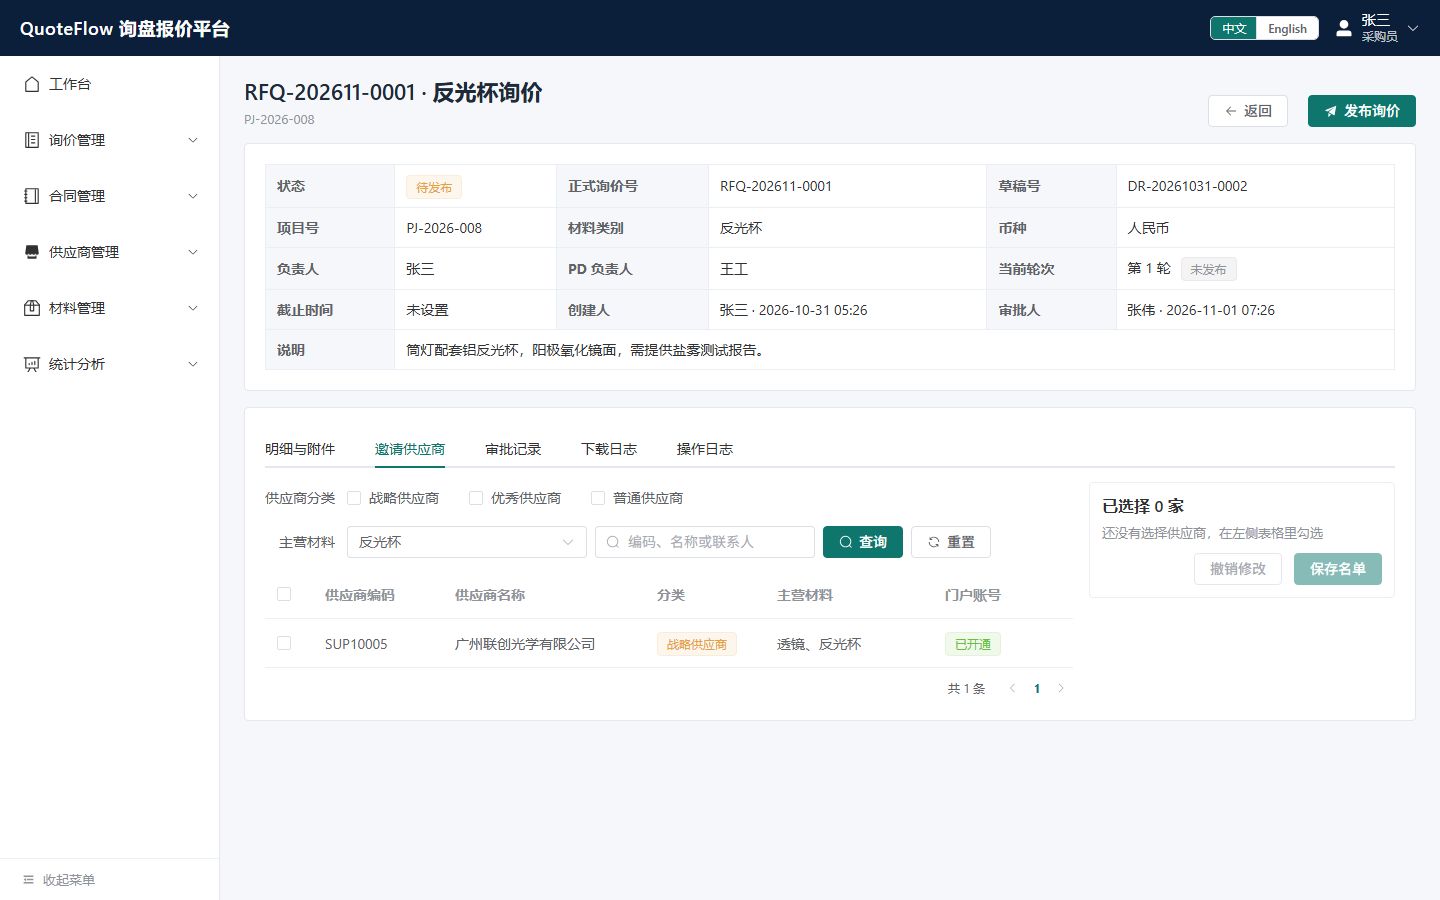 QuoteFlow 询盘报价平台
中文 English
张三
采购员
工作台
询价管理
合同管理
供应商管理
材料管理
统计分析
收起菜单
RFQ-202611-0001 · 反光杯询价
PJ-2026-008
返回
发布询价
状态 待发布 正式询价号 RFQ-202611-0001 草稿号 DR-20261031-0002
项目号 PJ-2026-008 材料类别 反光杯 币种 人民币
负责人 张三 PD 负责人 王工 当前轮次 第 1 轮 未发布
截止时间 未设置 创建人 张三 · 2026-10-31 05:26 审批人 张伟 · 2026-11-01 07:26
说明 筒灯配套铝反光杯，阳极氧化镜面，需提供盐雾测试报告。
明细与附件 邀请供应商 审批记录 下载日志 操作日志
供应商分类 战略供应商 优秀供应商 普通供应商
主营材料 反光杯 编码、名称或联系人 查询 重置
供应商编码 供应商名称 分类 主营材料 门户账号
SUP10005 广州联创光学有限公司 战略供应商 透镜、反光杯 已开通
共 1 条 1
已选择 0 家
还没有选择供应商，在左侧表格里勾选
撤销修改 保存名单